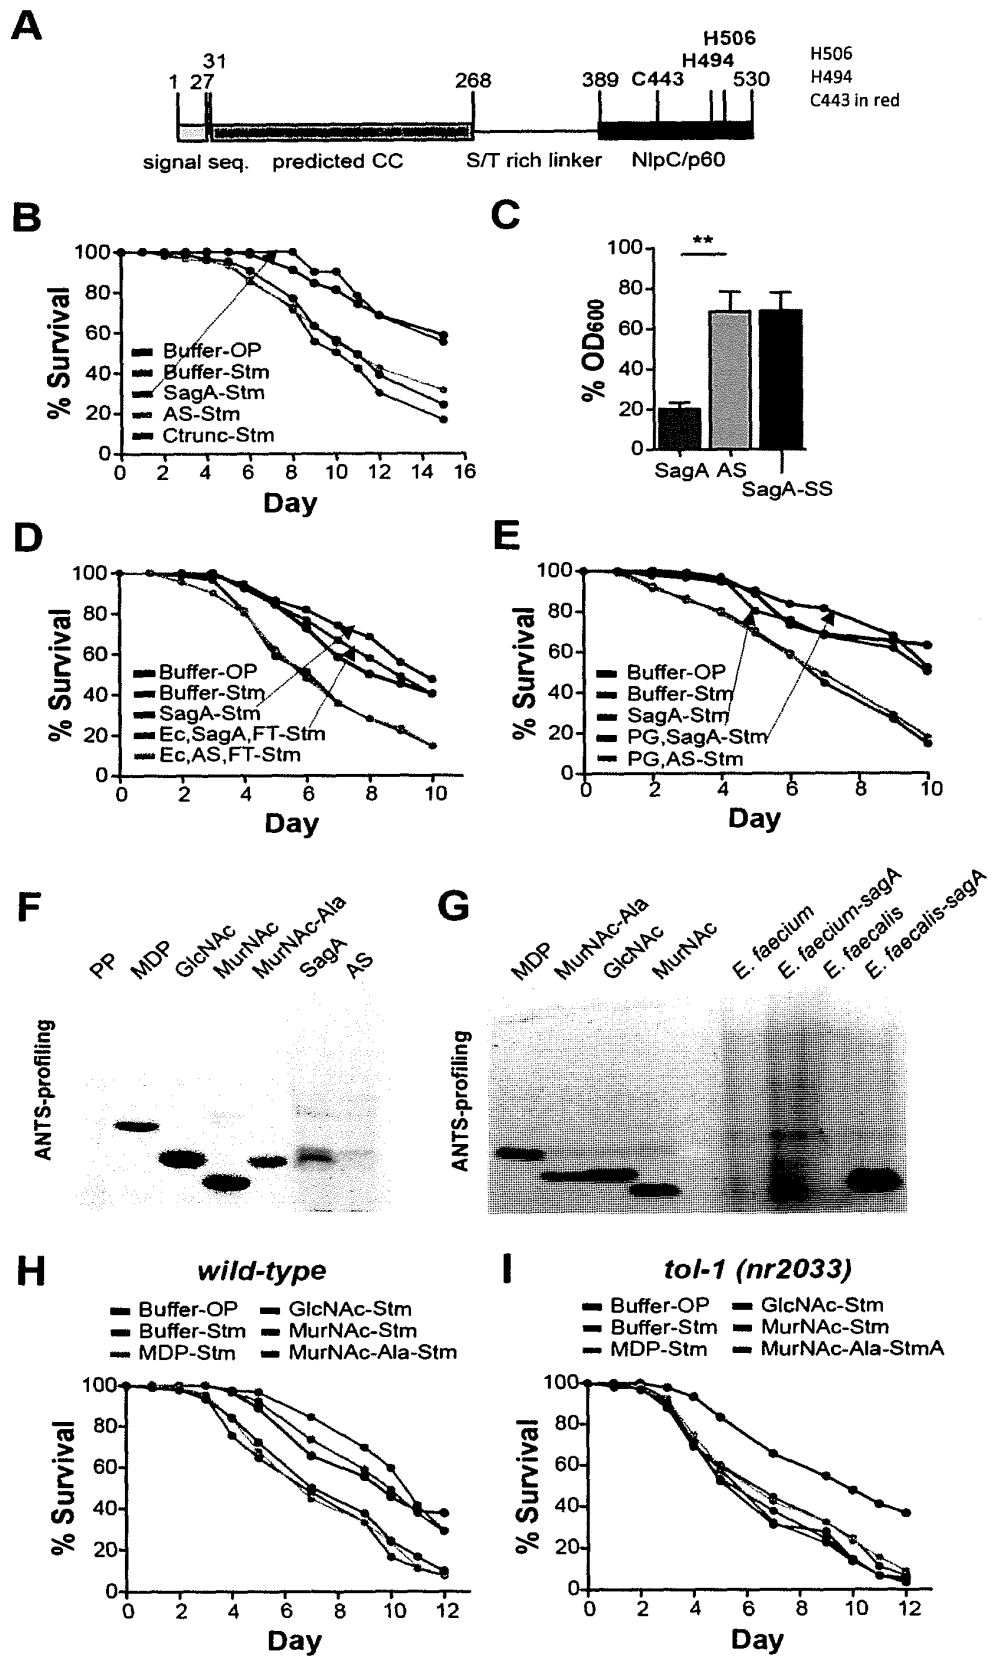 A
H506
H494
31
1 27
268
389 C443
530
H506
H494
C443 in red
signal seq. predicted CC S/T rich linker NlpC/p60
B
% Survival
100
80
60
40
20
0
Buffer-OP
Buffer-Stm
SagA-Stm
AS-Stm
Ctrunc-Stm
0 2 4 6 8 10 12 14 16
Day
C
% OD600
100
80
60
40
20
0
**
SagA AS
SagA-SS
D
% Survival
100
80
60
40
20
0
Buffer-OP
Buffer-Stm
SagA-Stm
Ec,SagA,FT-Stm
Ec,AS,FT-Stm
0 2 4 6 8 10
Day
E
% Survival
100
80
60
40
20
0
Buffer-OP
Buffer-Stm
SagA-Stm
PG,SagA-Stm
PG,AS-Stm
0 2 4 6 8 10
Day
F
ANTS-profiling
PP
MDP
GlcNAc
MurNAc
MurNAc-Ala
SagA
AS
G
ANTS-profiling
MDP
MurNAc-Ala
GlcNAc
MurNAc
E. faecium
E. faecium-sagA
E. faecalis
E. faecalis-sagA
H
wild-type
Buffer-OP GlcNAc-Stm
Buffer-Stm MurNAc-Stm
MDP-Stm MurNAc-Ala-Stm
% Survival
100
80
60
40
20
0
0 2 4 6 8 10 12
Day
I
tol-1 (nr2033)
Buffer-OP GlcNAc-Stm
Buffer-Stm MurNAc-Stm
MDP-Stm MurNAc-Ala-StmA
% Survival
100
80
60
40
20
0
0 2 4 6 8 10 12
Day